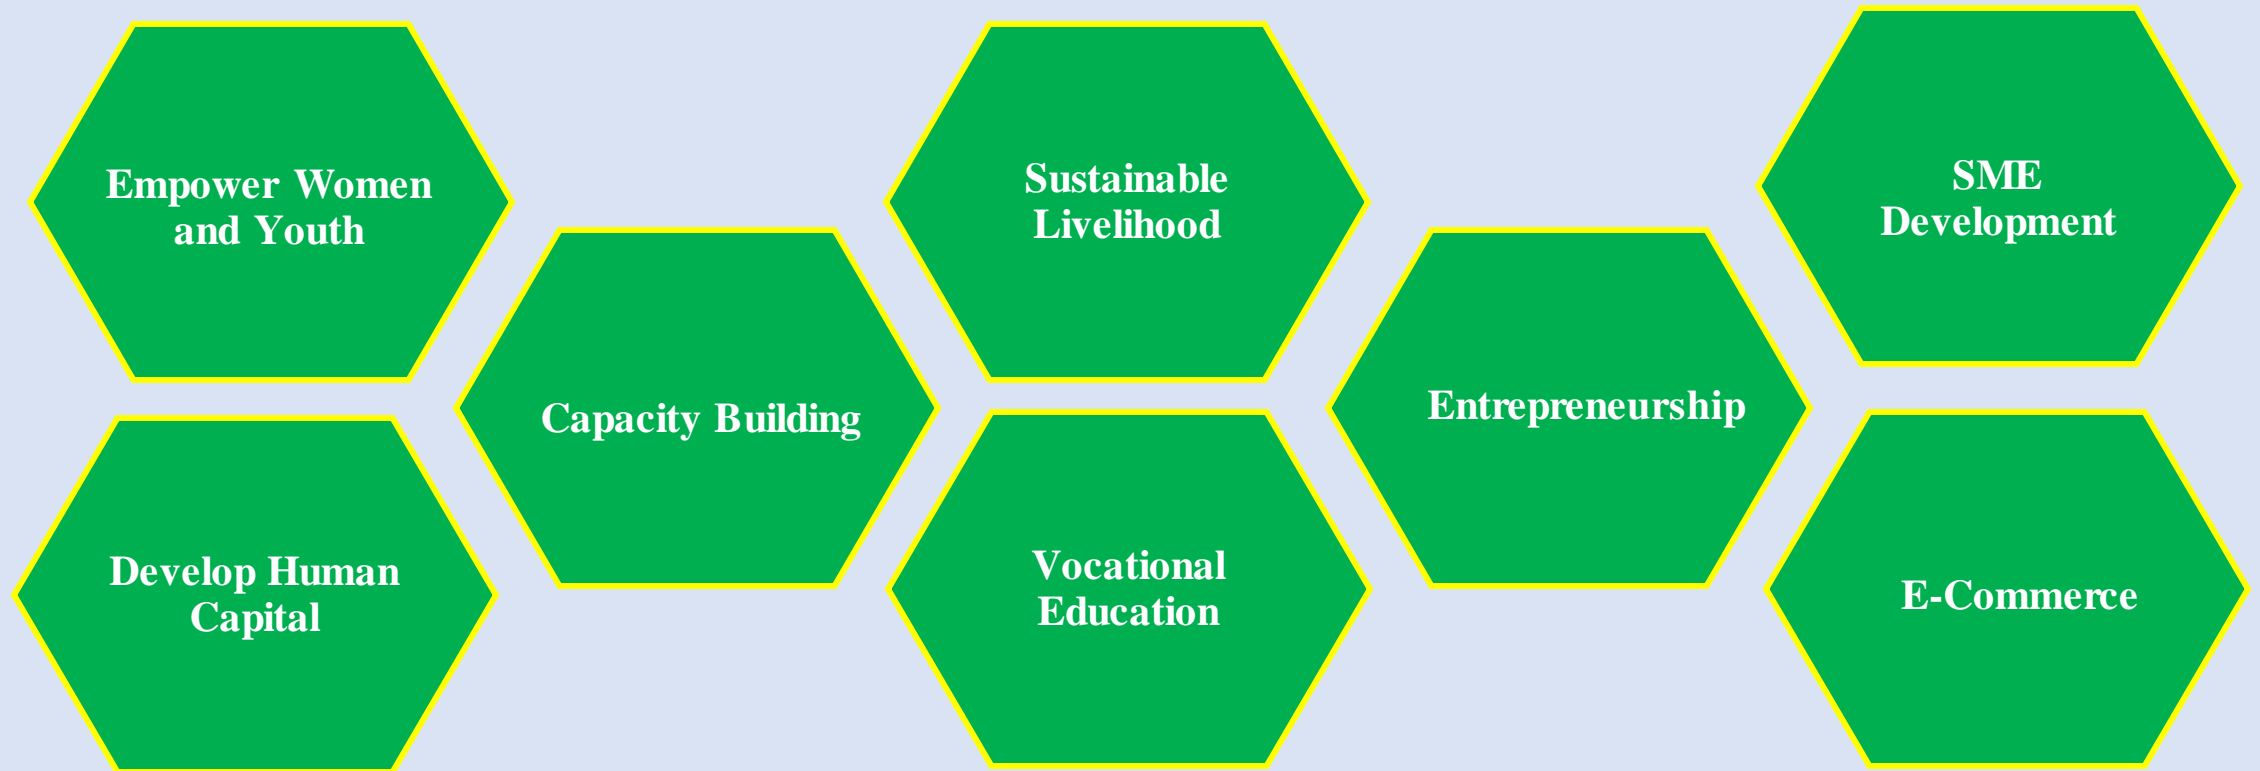 Empower Women
and Youth
Sustainable
Livelihood
SME
Development
Capacity Building
Entrepreneurship
Develop Human
Capital
Vocational
Education
E-Commerce